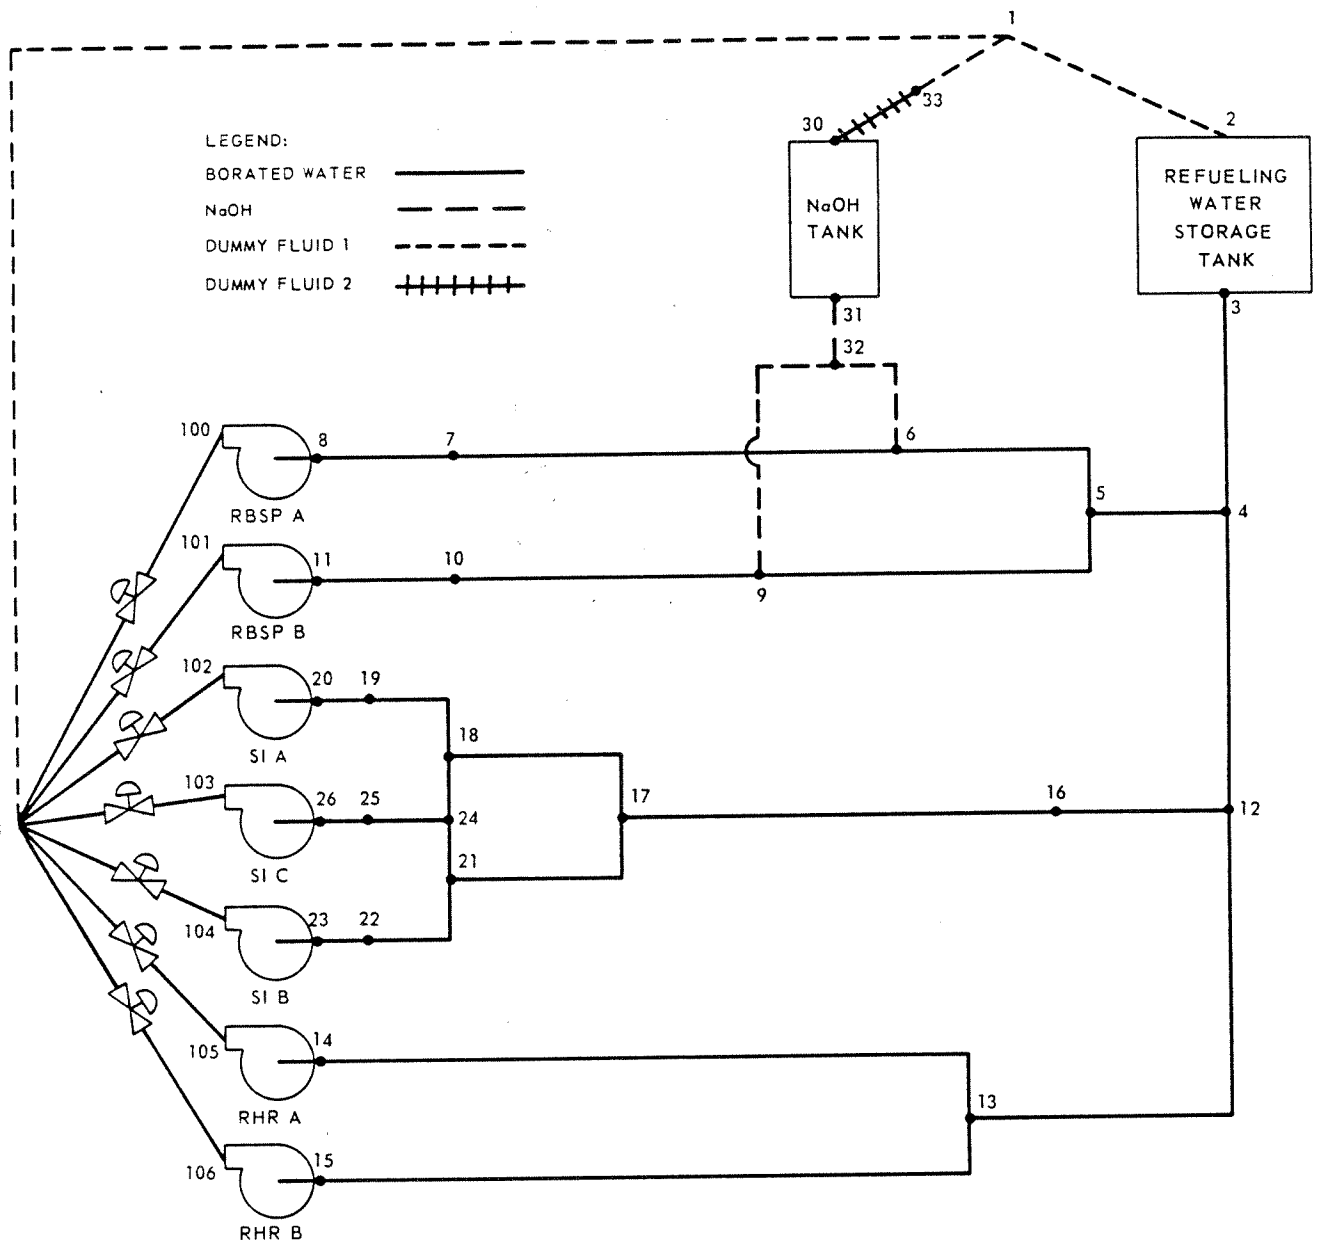 1
2
33
30
LEGEND:
BORATED WATER
NaOH
DUMMY FLUID 1
DUMMY FLUID 2
NaOH
TANK
REFUELING
WATER
STORAGE
TANK
31
3
32
100
8
7
6
RBSP A
5
4
101
11
10
9
RBSP B
102
20
19
18
SI A
103
26
25
24
17
16
12
SI C
21
104
23
22
SI B
105
14
RHR A
13
106
15
RHR B